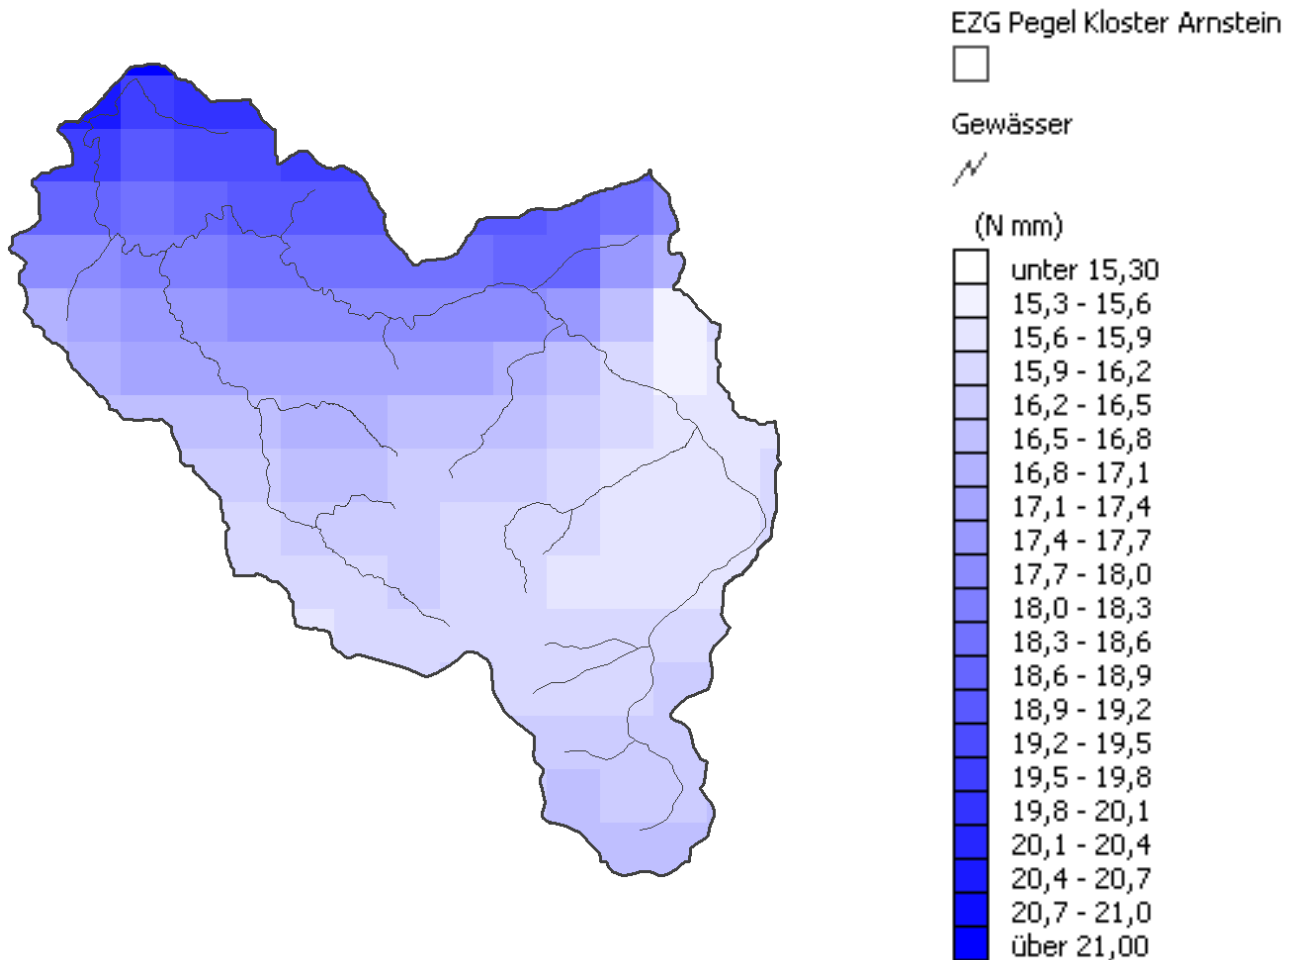 EZG Pegel Kloster Arnstein
Gewässer
(N mm)
unter 15,30
15,3 - 15,6
15,6 - 15,9
15,9 - 16,2
16,2 - 16,5
16,5 - 16,8
16,8 - 17,1
17,1 - 17,4
17,4 - 17,7
17,7 - 18,0
18,0 - 18,3
18,3 - 18,6
18,6 - 18,9
18,9 - 19,2
19,2 - 19,5
19,5 - 19,8
19,8 - 20,1
20,1 - 20,4
20,4 - 20,7
20,7 - 21,0
über 21,00